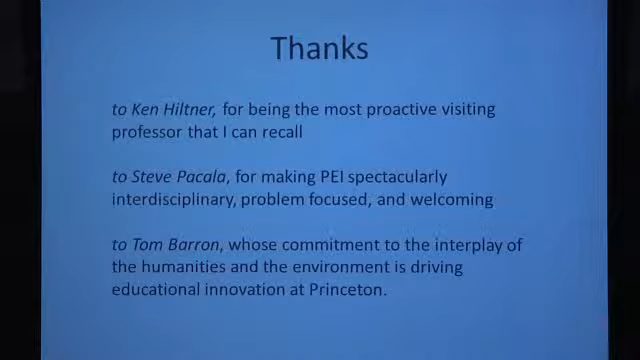 Thanks
to Ken Hiltner, for being the most proactive visiting
professor that I can recall
to Steve Pacala, for making PEI spectacularly
interdisciplinary, problem focused, and welcoming
to Tom Barron, whose commitment to the interplay of
the humanities and the environment is driving
educational innovation at Princeton.